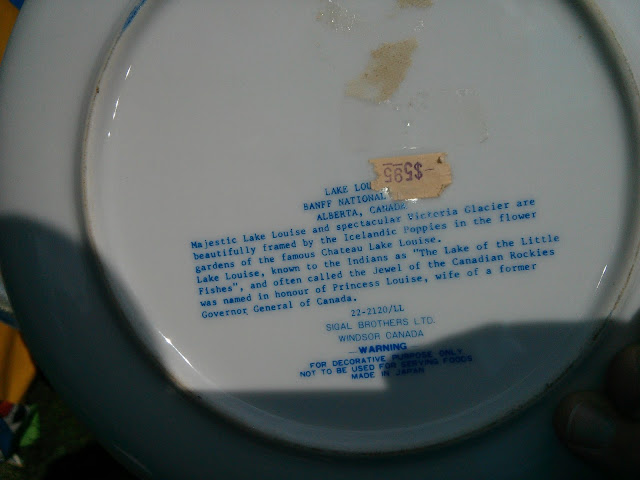 $5.95
LAKE LOU
BANFF NATIONAL
ALBERTA, CANADA
Majestic Lake Louise and spectacular Victoria Glacier are
beautifully framed by the Icelandic Poppies in the flower
gardens of the famous Chateau Lake Louise.
Lake Louise, known to the Indians as "The Lake of the Little
Fishes", and often called the Jewel of the Canadian Rockies
was named in honour of Princess Louise, wife of a former
Governor General of Canada.
22-2120/LL
SIGAL BROTHERS LTD.
WINDSOR CANADA
WARNING
FOR DECORATIVE PURPOSE ONLY
NOT TO BE USED FOR SERVING FOODS
MADE IN JAPAN